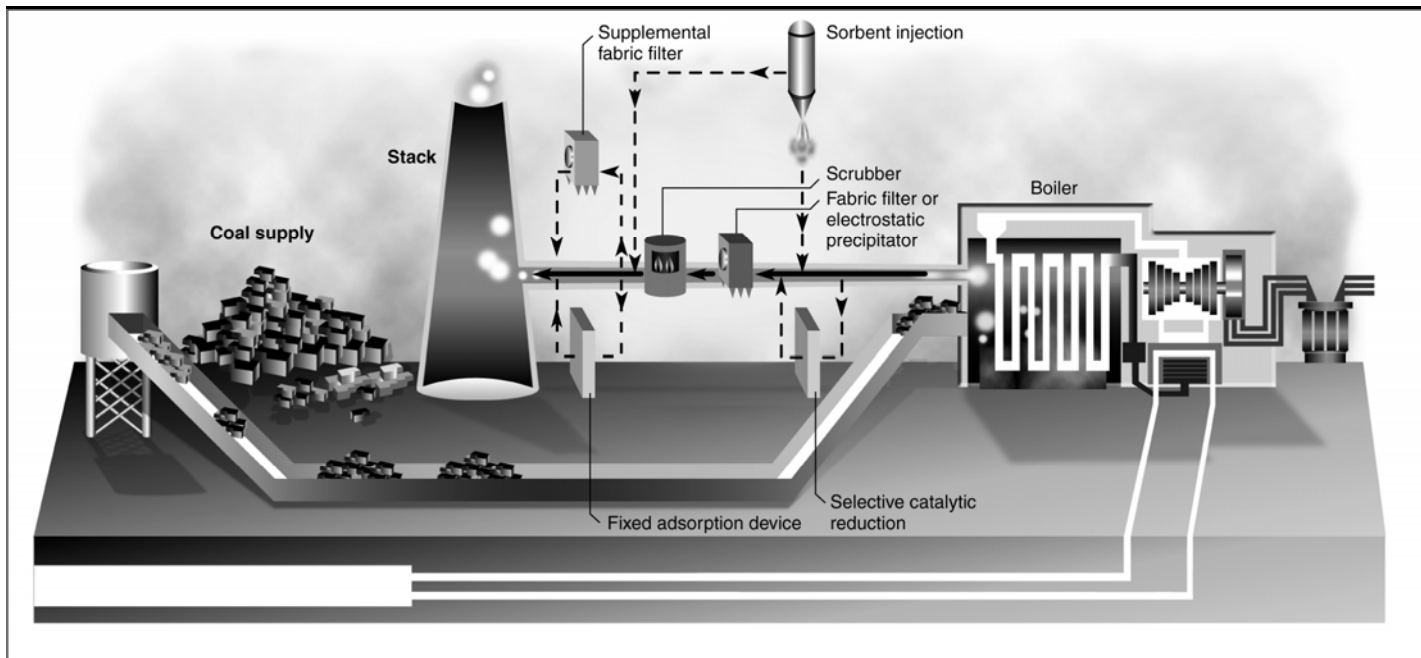 Supplemental
fabric filter
Sorbent injection
Stack
Scrubber
Fabric filter or
electrostatic
precipitator
Boiler
Coal supply
Fixed adsorption device
Selective catalytic
reduction